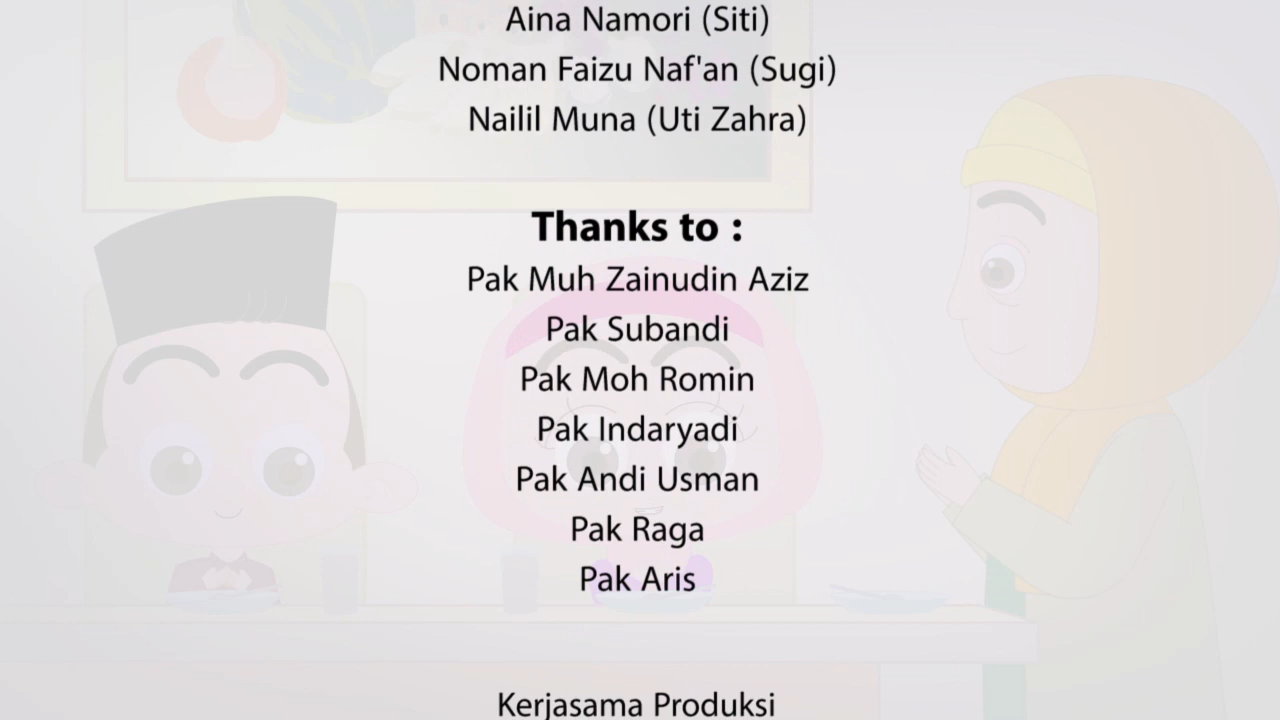 Aina Namori (Siti)
Noman Faizu Naf'an (Sugi)
Nailil Muna (Uti Zahra)
Thanks to :
Pak Muh Zainudin Aziz
Pak Subandi
Pak Moh Romin
Pak Indaryadi
Pak Andi Usman
Pak Raga
Pak Aris
Kerjasama Produksi